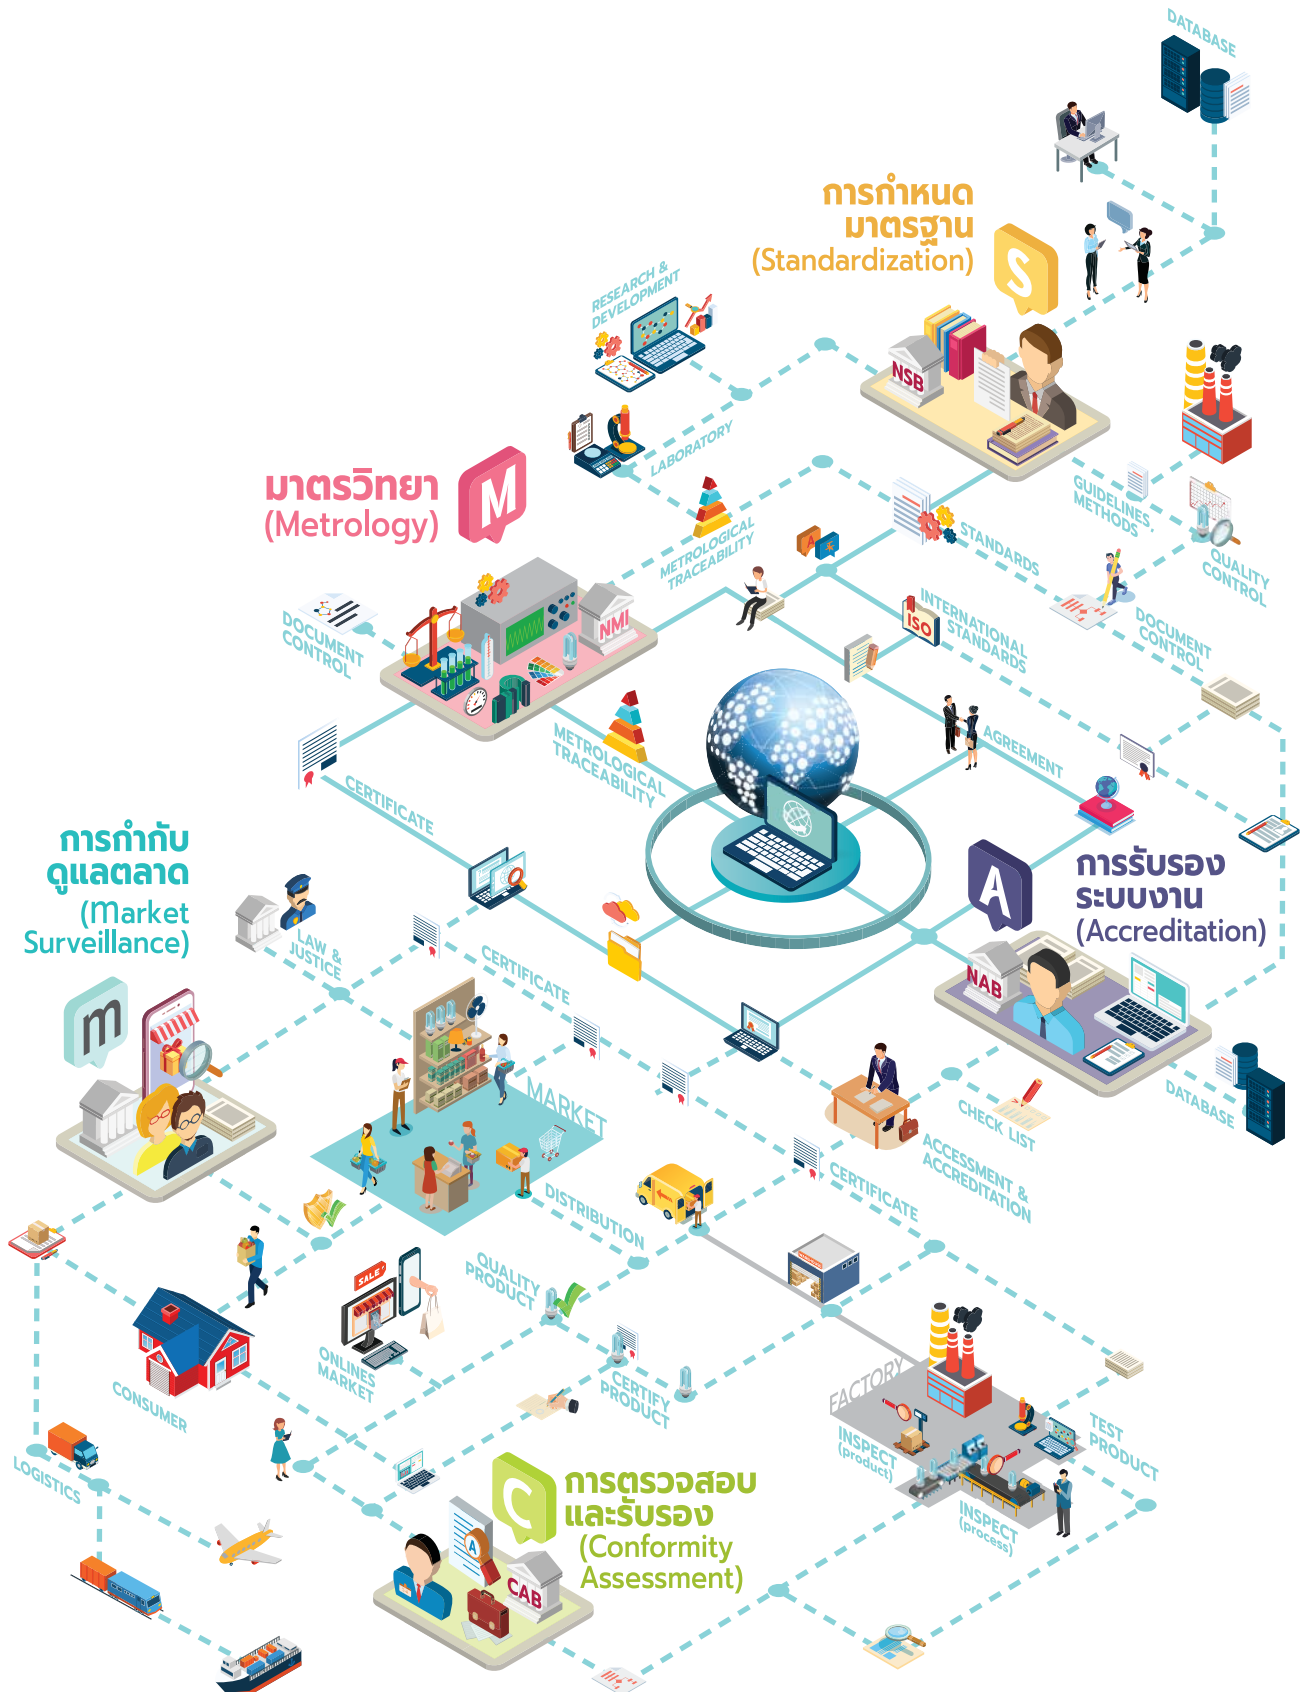 DATABASE
การกำหนด
มาตรฐาน
(Standardization)
S
RESEARCH &
DEVELOPMENT
NSB
LABORATORY
GUIDELINES,
METHODS
มาตรวิทยา
(Metrology)
M
METROLOGICAL
TRACEABILITY
STANDARDS
QUALITY
CONTROL
A
DOCUMENT
CONTROL
NMI
INTERNATIONAL
STANDARDS
ISO
DOCUMENT
CONTROL
METROLOGICAL
TRACEABILITY
AGREEMENT
CERTIFICATE
การกำกับ
ดูแลตลาด
(Market
Surveillance)
m
A
การรับรอง
ระบบงาน
(Accreditation)
NAB
LAW &
JUSTICE
CERTIFICATE
MARKET
DATABASE
CHECK LIST
ACCESSMENT &
ACCREDITATION
CERTIFICATE
DISTRIBUTION
QUALITY
PRODUCT
SALE
ONLINES
MARKET
CONSUMER
CERTIFY
PRODUCT
FACTORY
INSPECT
(product)
TEST
PRODUCT
INSPECT
(process)
LOGISTICS
C
การตรวจสอบ
และรับรอง
(Conformity
Assessment)
A
CAB